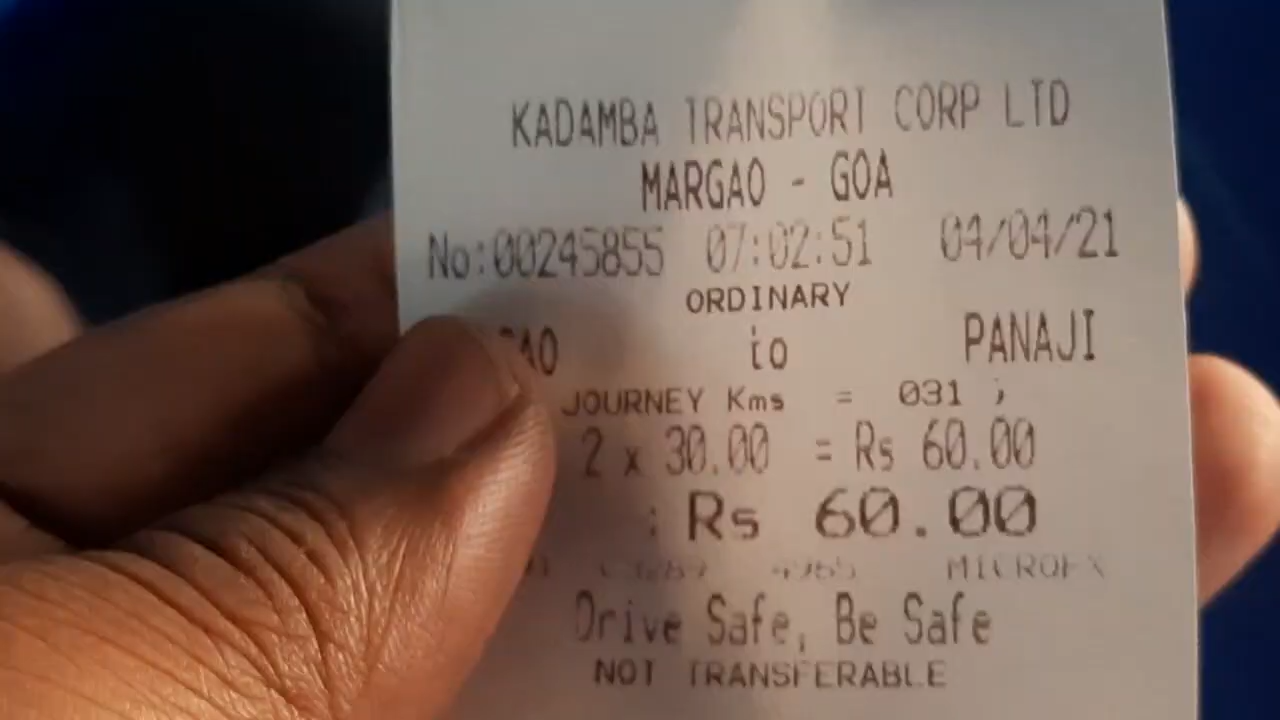 KADAMBA TRANSPORT CORP LTD
MARGAO - GOA
No:00245855 07:02:51 04/04/21
ORDINARY
to PANAJI
JOURNEY Kms = 031 ;
2 x 30.00 = Rs 60.00
: Rs 60.00
Drive Safe, Be Safe
NOT TRANSFERABLE